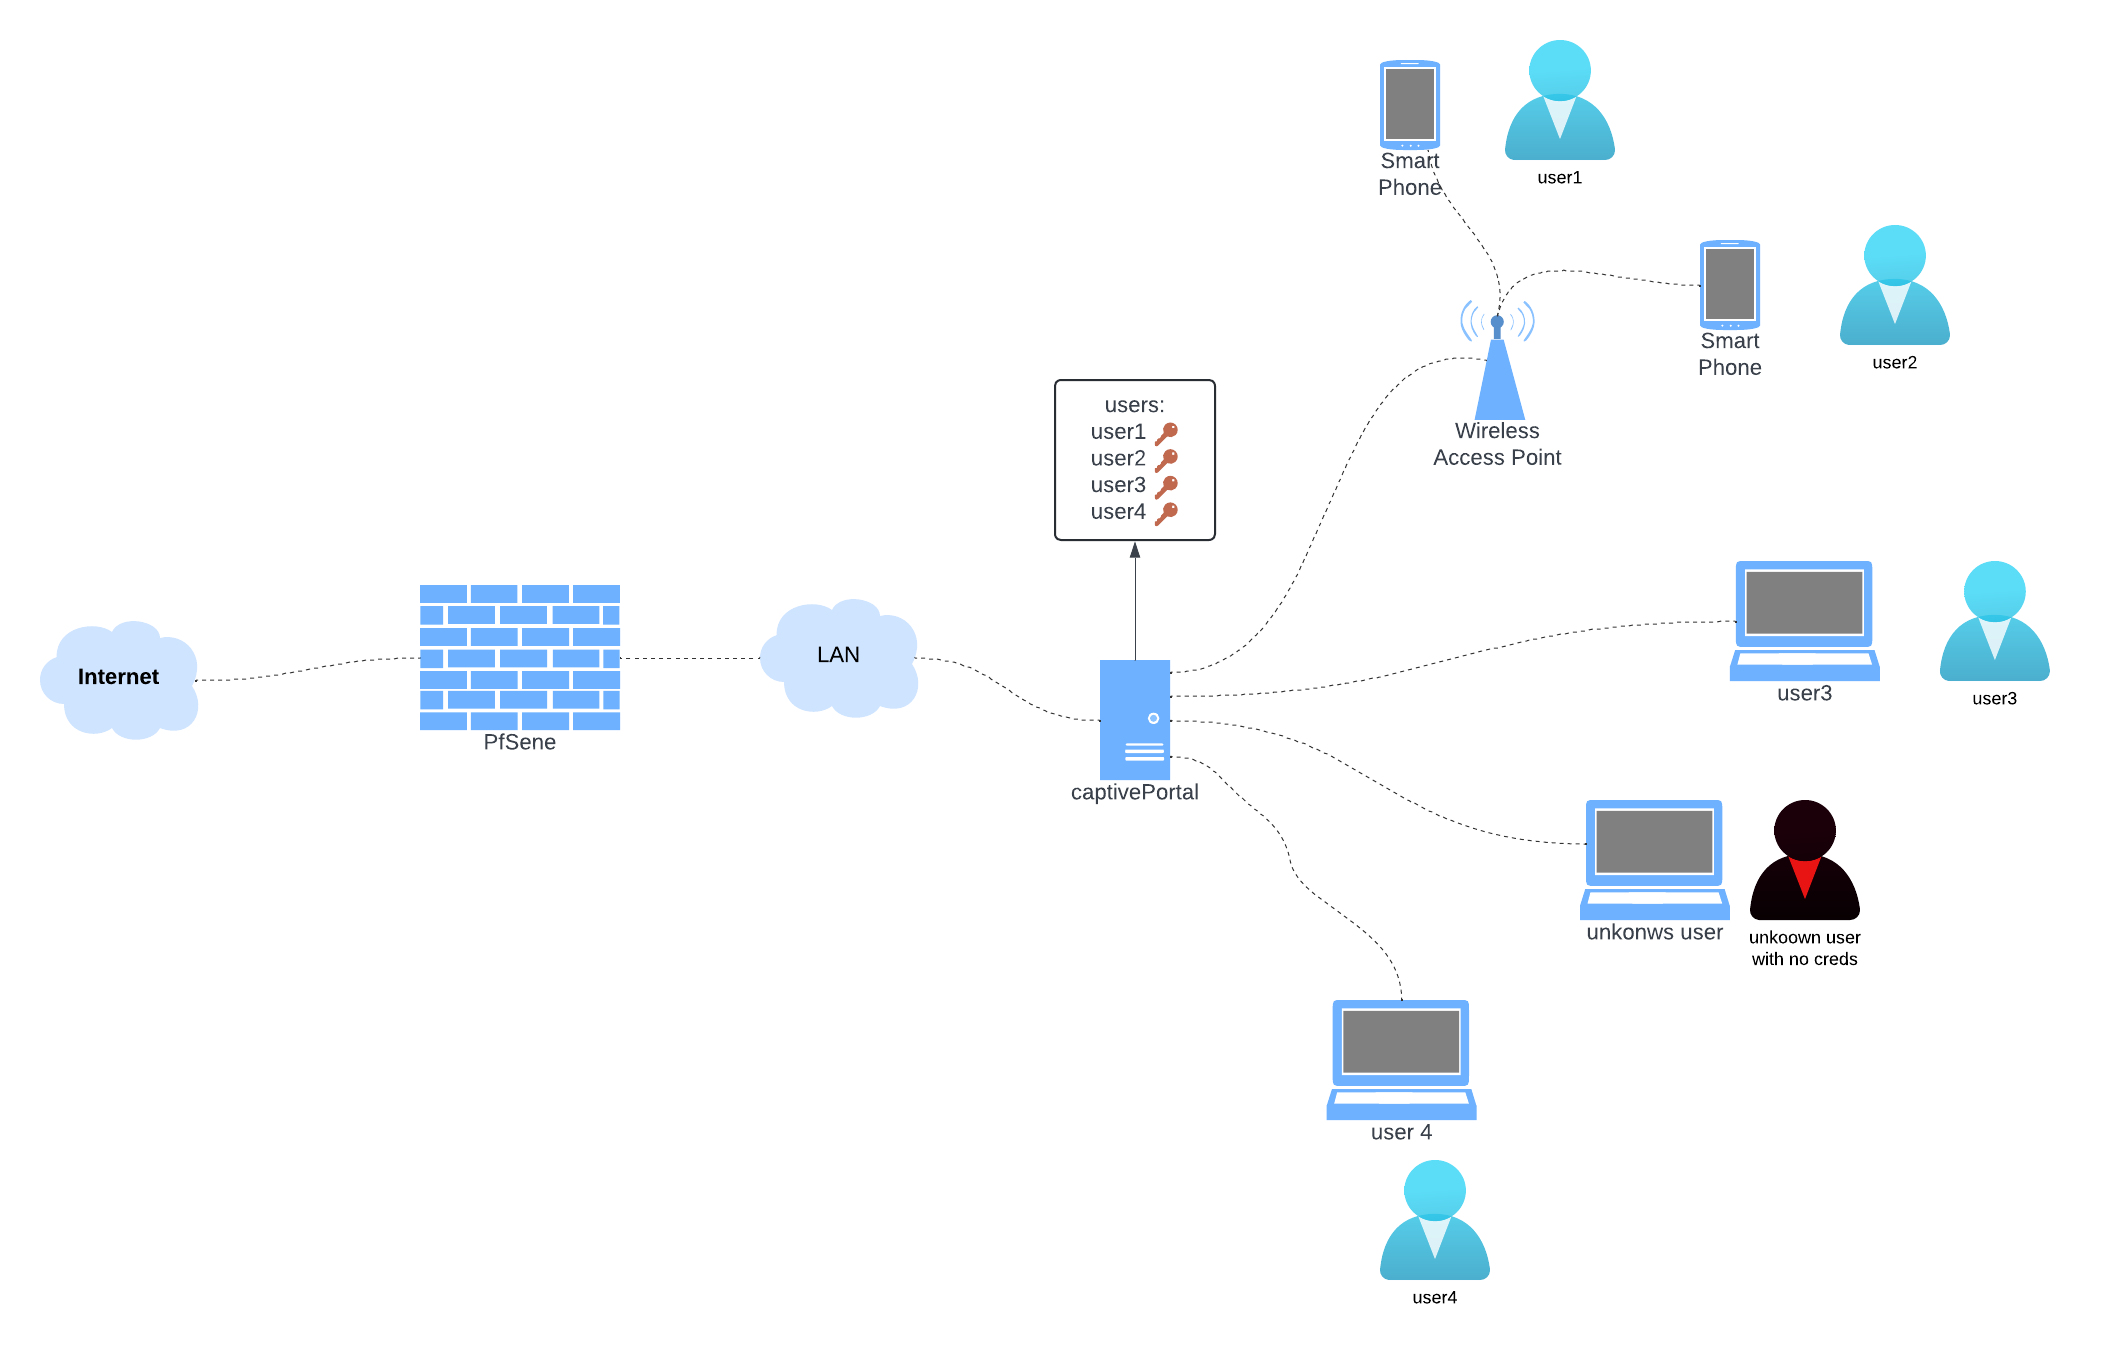 Smart
Phone
user1
Smart
Phone
user2
users:
user1
user2
user3
user4
Wireless
Access Point
Internet
PfSene
LAN
captivePortal
user3
user3
unkonws user
unkoown user
with no creds
user 4
user4